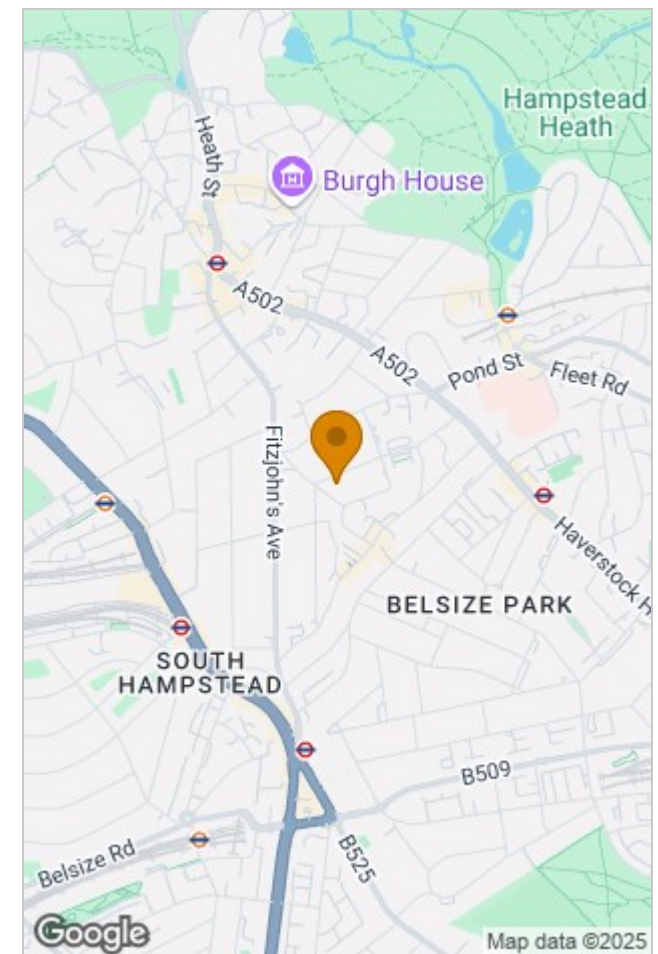 Hampstead
Heath
Heath St
Burgh House
A502
A502
Pond St
Fleet Rd
Fitzjohn's Ave
Haverstock H
BELSIZE PARK
SOUTH
HAMPSTEAD
B509
Belsize Rd
B525
Google
Map data ©2025